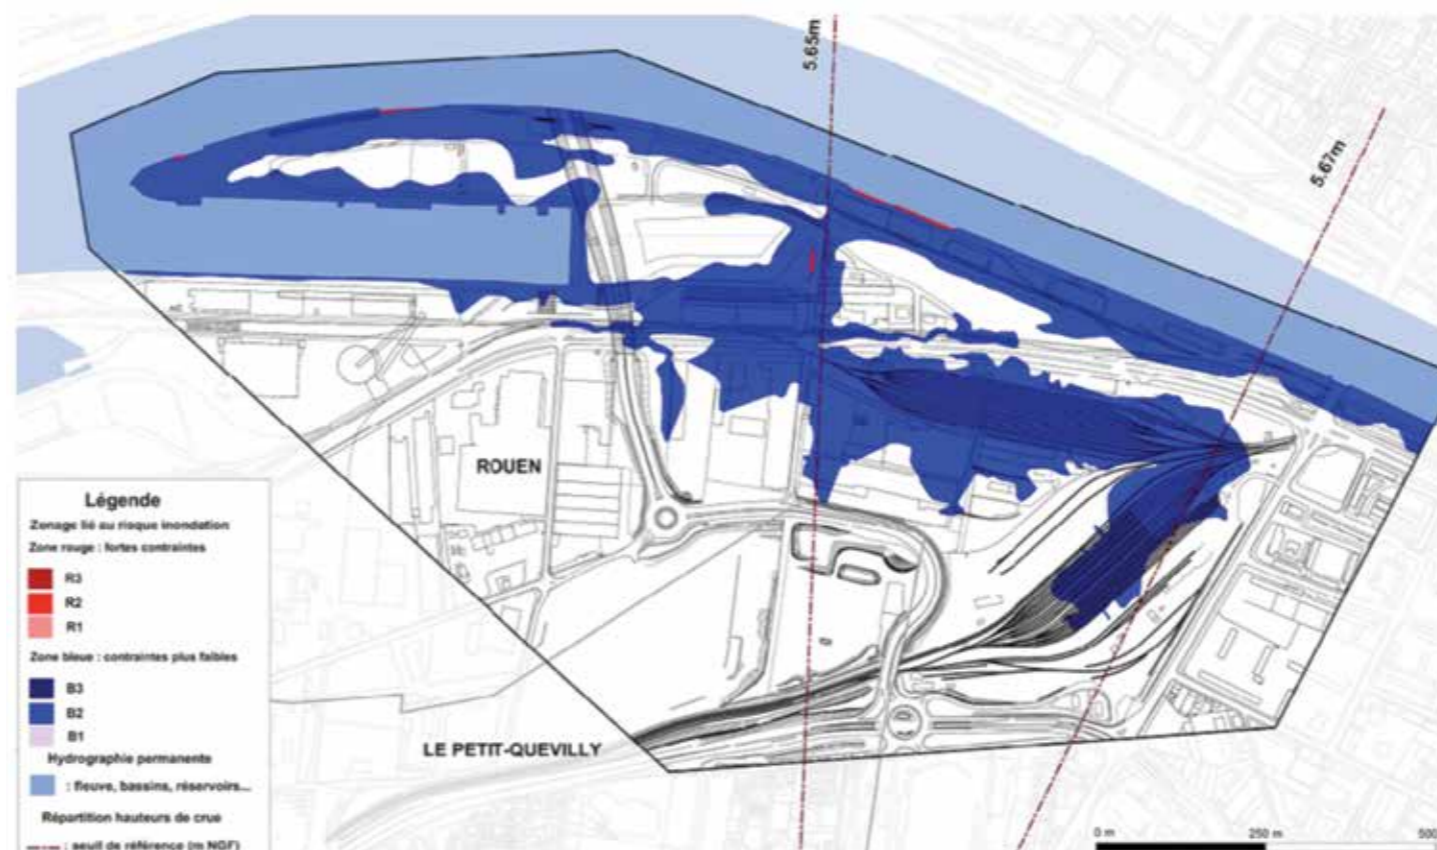 5.65m
5.67m
ROUEN
LE PETIT-QUEVILLY
Légende
Zonage lié au risque inondation
Zone rouge : fortes contraintes
R3
R2
R1
Zone bleue : contraintes plus faibles
B3
B2
B1
Hydrographie permanente
: fleuve, bassins, réservoirs...
Répartition hauteurs de crue
: seuil de référence (m NGF)
0 m
250 m
500